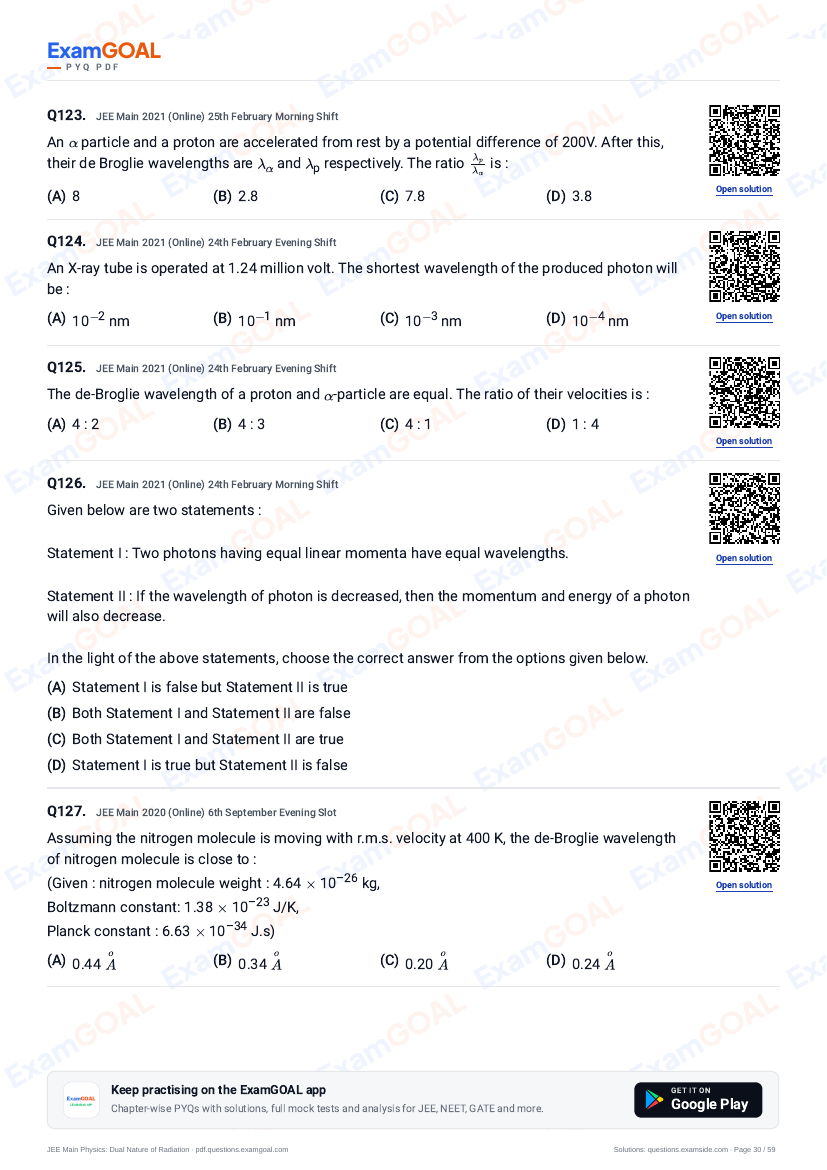 ExamGOAL
PYQ PDF
Q123. JEE Main 2021 (Online) 25th February Morning Shift
An α particle and a proton are accelerated from rest by a potential difference of 200V. After this,
their de Broglie wavelengths are λα and λp respectively. The ratio λp/λα is :
(A) 8 (B) 2.8 (C) 7.8 (D) 3.8
Open solution
Q124. JEE Main 2021 (Online) 24th February Evening Shift
An X-ray tube is operated at 1.24 million volt. The shortest wavelength of the produced photon will
be :
(A) 10⁻² nm (B) 10⁻¹ nm (C) 10⁻³ nm (D) 10⁻⁴ nm
Open solution
Q125. JEE Main 2021 (Online) 24th February Evening Shift
The de-Broglie wavelength of a proton and α-particle are equal. The ratio of their velocities is :
(A) 4 : 2 (B) 4 : 3 (C) 4 : 1 (D) 1 : 4
Open solution
Q126. JEE Main 2021 (Online) 24th February Morning Shift
Given below are two statements :
Statement I : Two photons having equal linear momenta have equal wavelengths.
Statement II : If the wavelength of photon is decreased, then the momentum and energy of a photon
will also decrease.
In the light of the above statements, choose the correct answer from the options given below.
(A) Statement I is false but Statement II is true
(B) Both Statement I and Statement II are false
(C) Both Statement I and Statement II are true
(D) Statement I is true but Statement II is false
Open solution
Q127. JEE Main 2020 (Online) 6th September Evening Slot
Assuming the nitrogen molecule is moving with r.m.s. velocity at 400 K, the de-Broglie wavelength
of nitrogen molecule is close to :
(Given : nitrogen molecule weight : 4.64 × 10⁻²⁶ kg,
Boltzmann constant: 1.38 × 10⁻²³ J/K,
Planck constant : 6.63 × 10⁻³⁴ J.s)
(A) 0.44 Å (B) 0.34 Å (C) 0.20 Å (D) 0.24 Å
Open solution
ExamGOAL
Keep practising on the ExamGOAL app
Chapter-wise PYQs with solutions, full mock tests and analysis for JEE, NEET, GATE and more.
GET IT ON
Google Play
JEE Main Physics: Dual Nature of Radiation · pdf.questions.examgoal.com
Solutions: questions.examside.com · Page 30 / 59